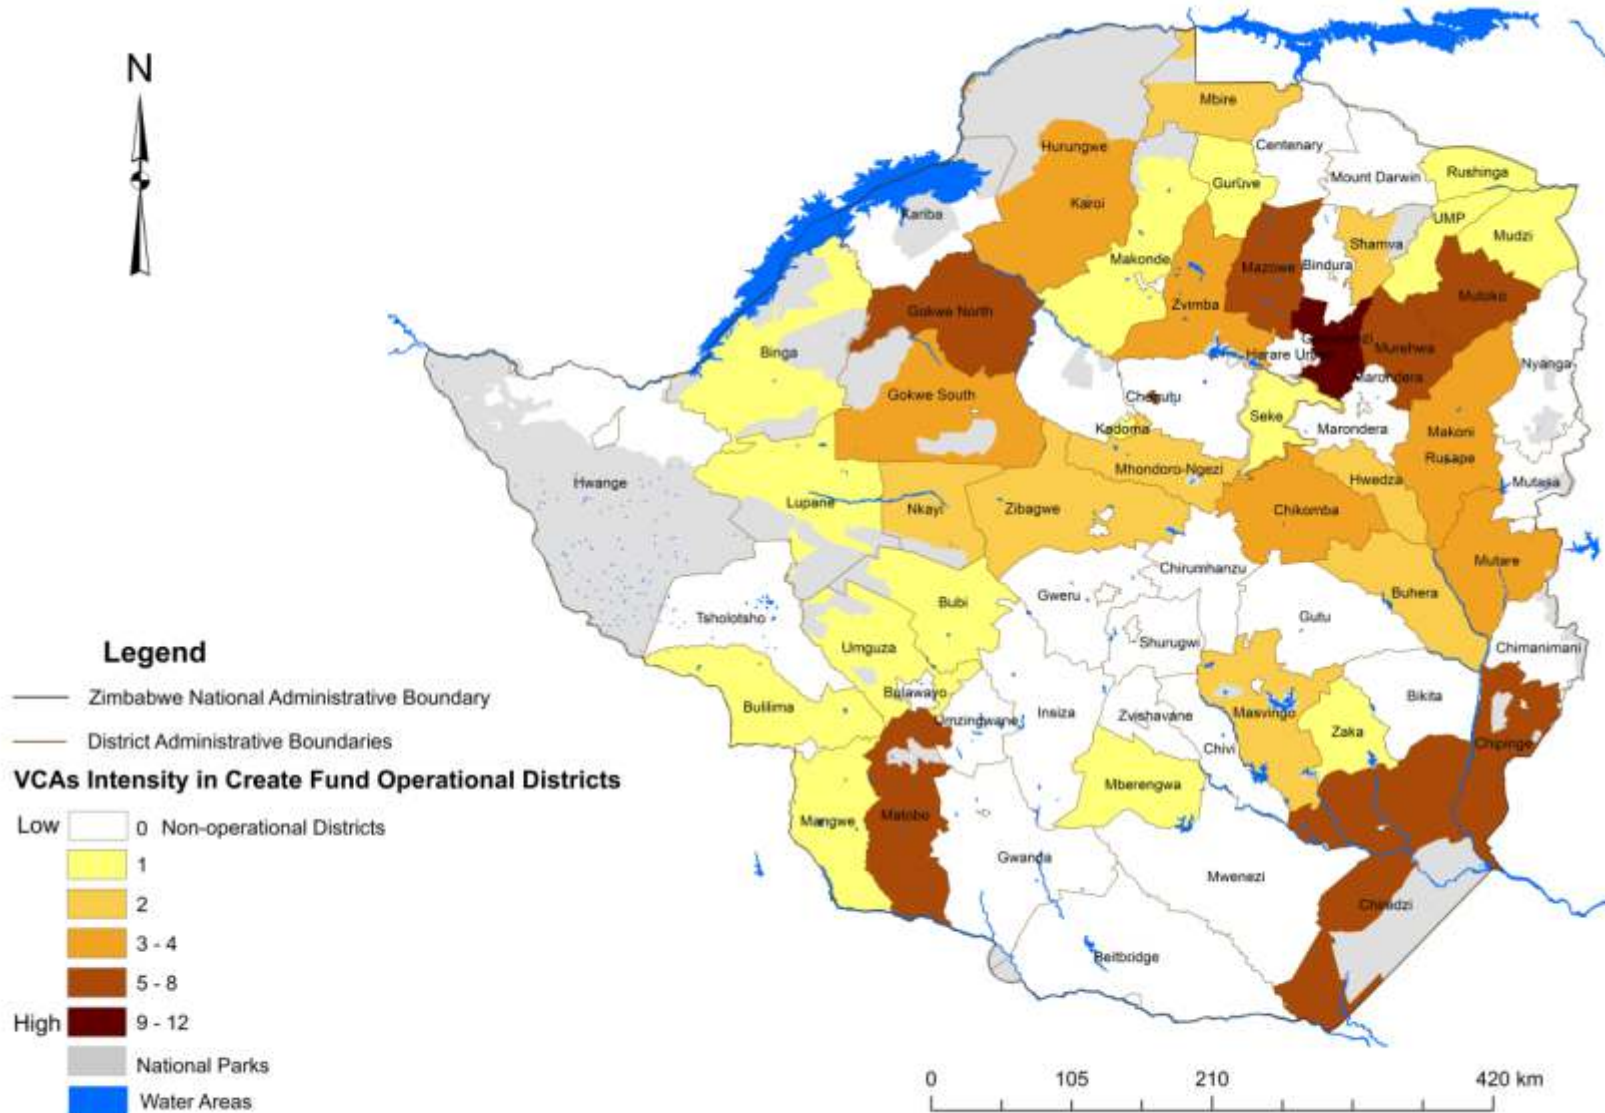 N
Mbire
Centenary
Hurungwe
Mount Darwin
Rushinga
Guruve
Karoi
Kariba
UMP
Mudzi
Shamva
Makonde
Mazowe
Bindura
Zvimba
Mutoko
Gokwe North
Murehwa
Binga
Harare
Nyanga
Marondera
Gokwe South
Chegutu
Seke
Kadoma
Marondera
Makoni
Mhondoro-Ngezi
Rusape
Hwange
Hwedza
Mutasa
Lupane
Nkayi
Zibagwe
Chikomba
Mutare
Chirumhanzu
Gweru
Bubi
Buhera
Tsholotsho
Gutu
Shurugwi
Umguza
Chimanimani
Legend
Bulawayo
Bikita
Zimbabwe National Administrative Boundary
Bulilima
Umzingwane
Insiza
Zvishavane
Masvingo
Zaka
District Administrative Boundaries
Chivi
Chipinge
VCAs Intensity in Create Fund Operational Districts
Mberengwa
Low
0 Non-operational Districts
Mangwe
Matobo
1
Gwanda
Mwenezi
2
Chiredzi
3 - 4
Beitbridge
5 - 8
High
9 - 12
National Parks
0 105 210 420 km
Water Areas